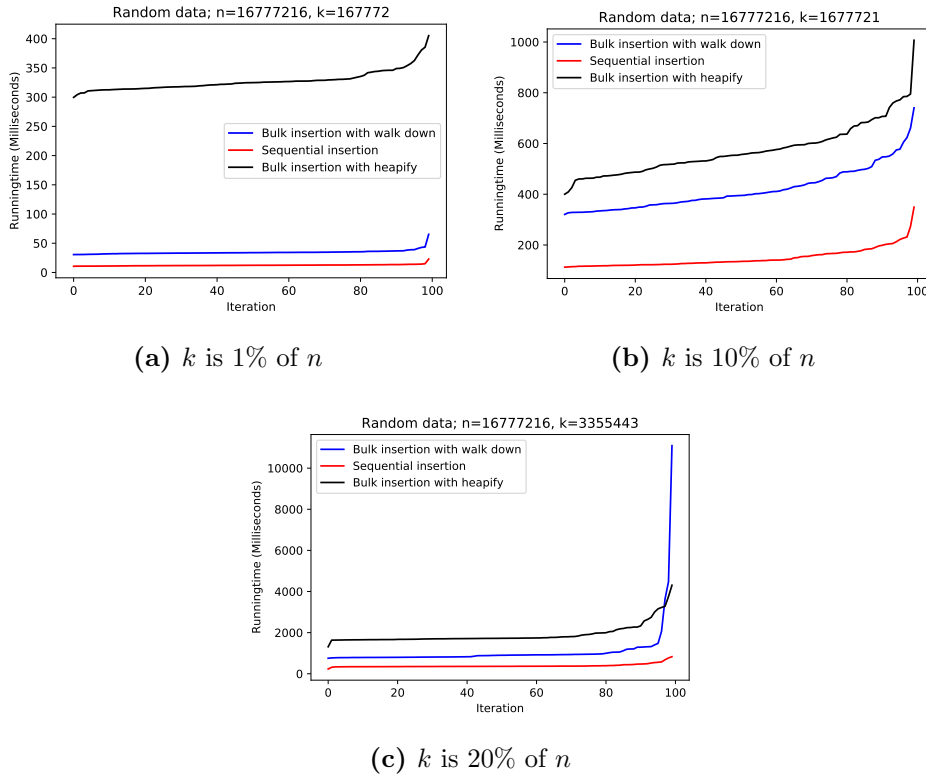 Random data; n=16777216, k=167772
Runningtime (Milliseconds)
400
350
300
250
200
150
100
50
0
Bulk insertion with walk down
Sequential insertion
Bulk insertion with heapify
0 20 40 60 80 100
Iteration
(a) k is 1% of n
Random data; n=16777216, k=1677721
Runningtime (Milliseconds)
1000
800
600
400
200
Bulk insertion with walk down
Sequential insertion
Bulk insertion with heapify
0 20 40 60 80 100
Iteration
(b) k is 10% of n
Random data; n=16777216, k=3355443
Runningtime (Milliseconds)
10000
8000
6000
4000
2000
0
Bulk insertion with walk down
Sequential insertion
Bulk insertion with heapify
0 20 40 60 80 100
Iteration
(c) k is 20% of n